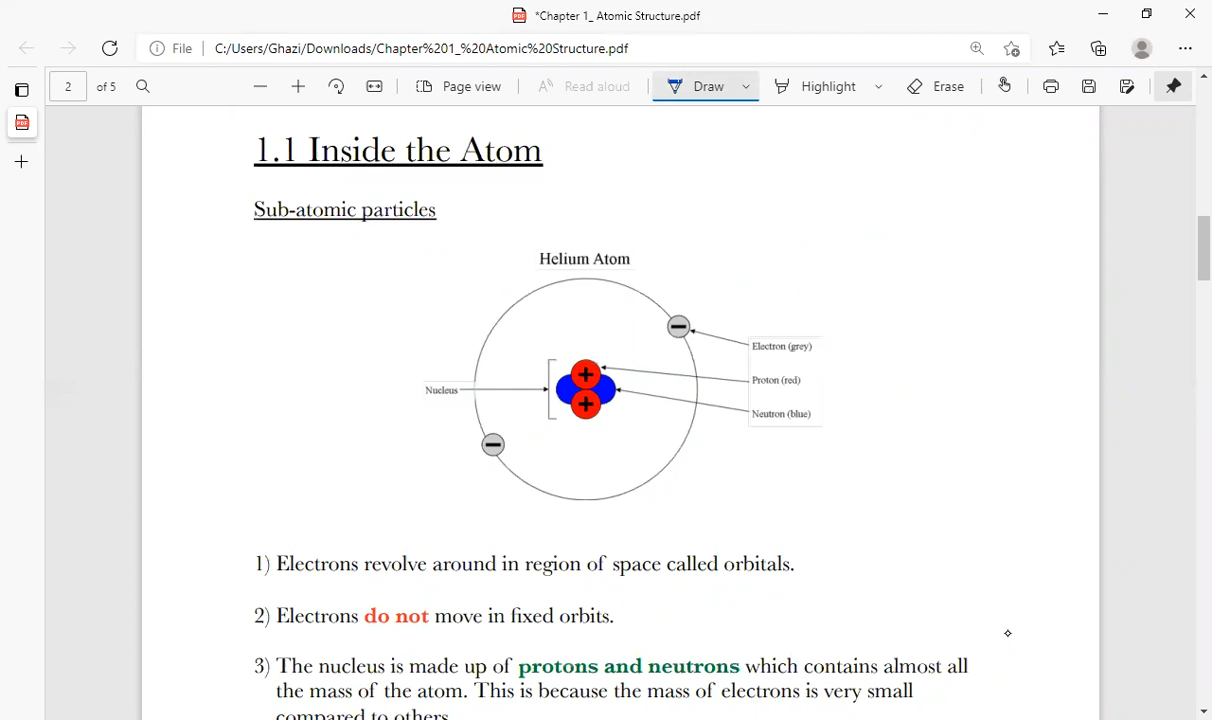 *Chapter 1_ Atomic Structure.pdf
File
C:/Users/Ghazi/Downloads/Chapter%201_%20Atomic%20Structure.pdf
2 of 5
Page view
Read aloud
Draw
Highlight
Erase
1.1 Inside the Atom
Sub-atomic particles
Helium Atom
Electron (grey)
Proton (red)
Nucleus
Neutron (blue)
1) Electrons revolve around in region of space called orbitals.
2) Electrons do not move in fixed orbits.
3) The nucleus is made up of protons and neutrons which contains almost all
the mass of the atom. This is because the mass of electrons is very small
compared to others.